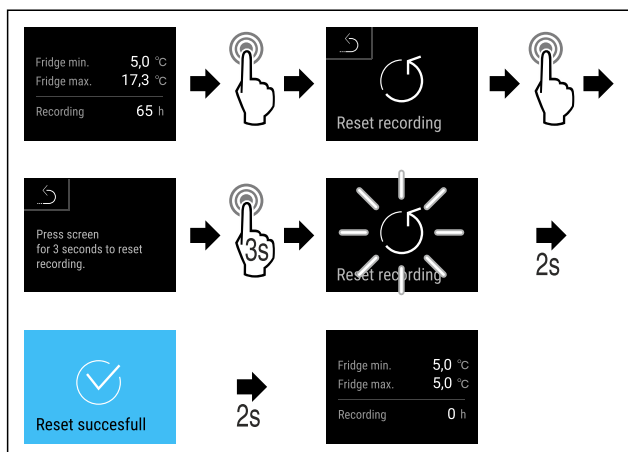 Fridge min. 5,0 °C
Fridge max. 17,3 °C
Recording 65 h
Reset recording
Press screen
for 3 seconds to reset
recording.
3s
Reset recording
2s
Reset succesfull
2s
Fridge min. 5,0 °C
Fridge max. 5,0 °C
Recording 0 h